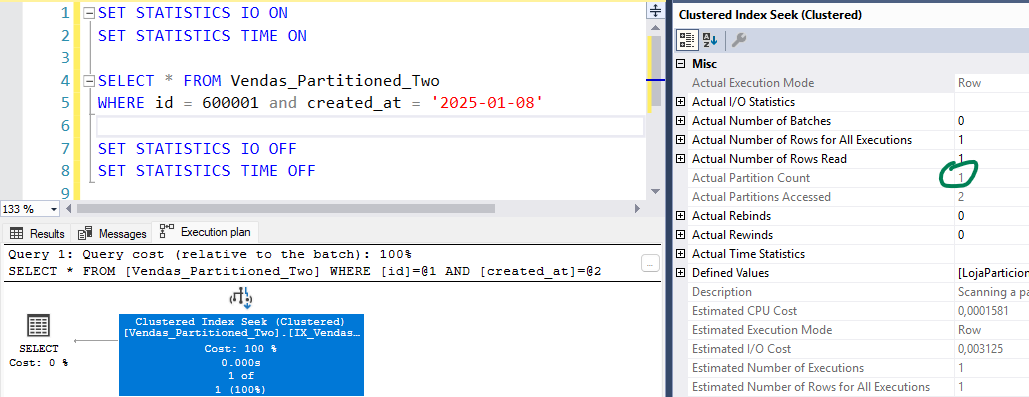 1 SET STATISTICS IO ON
2 SET STATISTICS TIME ON
3
4 SELECT * FROM Vendas_Partitioned_Two
5 WHERE id = 600001 and created_at = '2025-01-08'
6
7 SET STATISTICS IO OFF
8 SET STATISTICS TIME OFF
9
133 %
Results Messages Execution plan
Query 1: Query cost (relative to the batch): 100%
SELECT * FROM [Vendas_Partitioned_Two] WHERE [id]=@1 AND [created_at]=@2
...
SELECT
Cost: 0 %
Clustered Index Seek (Clustered)
[Vendas_Partitioned_Two].[IX_Vendas…
Cost: 100 %
0.000s
1 of
1 (100%)
Clustered Index Seek (Clustered)
Misc
Actual Execution Mode Row
Actual I/O Statistics
Actual Number of Batches 0
Actual Number of Rows for All Executions 1
Actual Number of Rows Read 1
Actual Partition Count 1
Actual Partitions Accessed 2
Actual Rebinds 0
Actual Rewinds 0
Actual Time Statistics
Defined Values [LojaParticion
Description Scanning a pa
Estimated CPU Cost 0,0001581
Estimated Execution Mode Row
Estimated I/O Cost 0,003125
Estimated Number of Executions 1
Estimated Number of Rows for All Executions 1